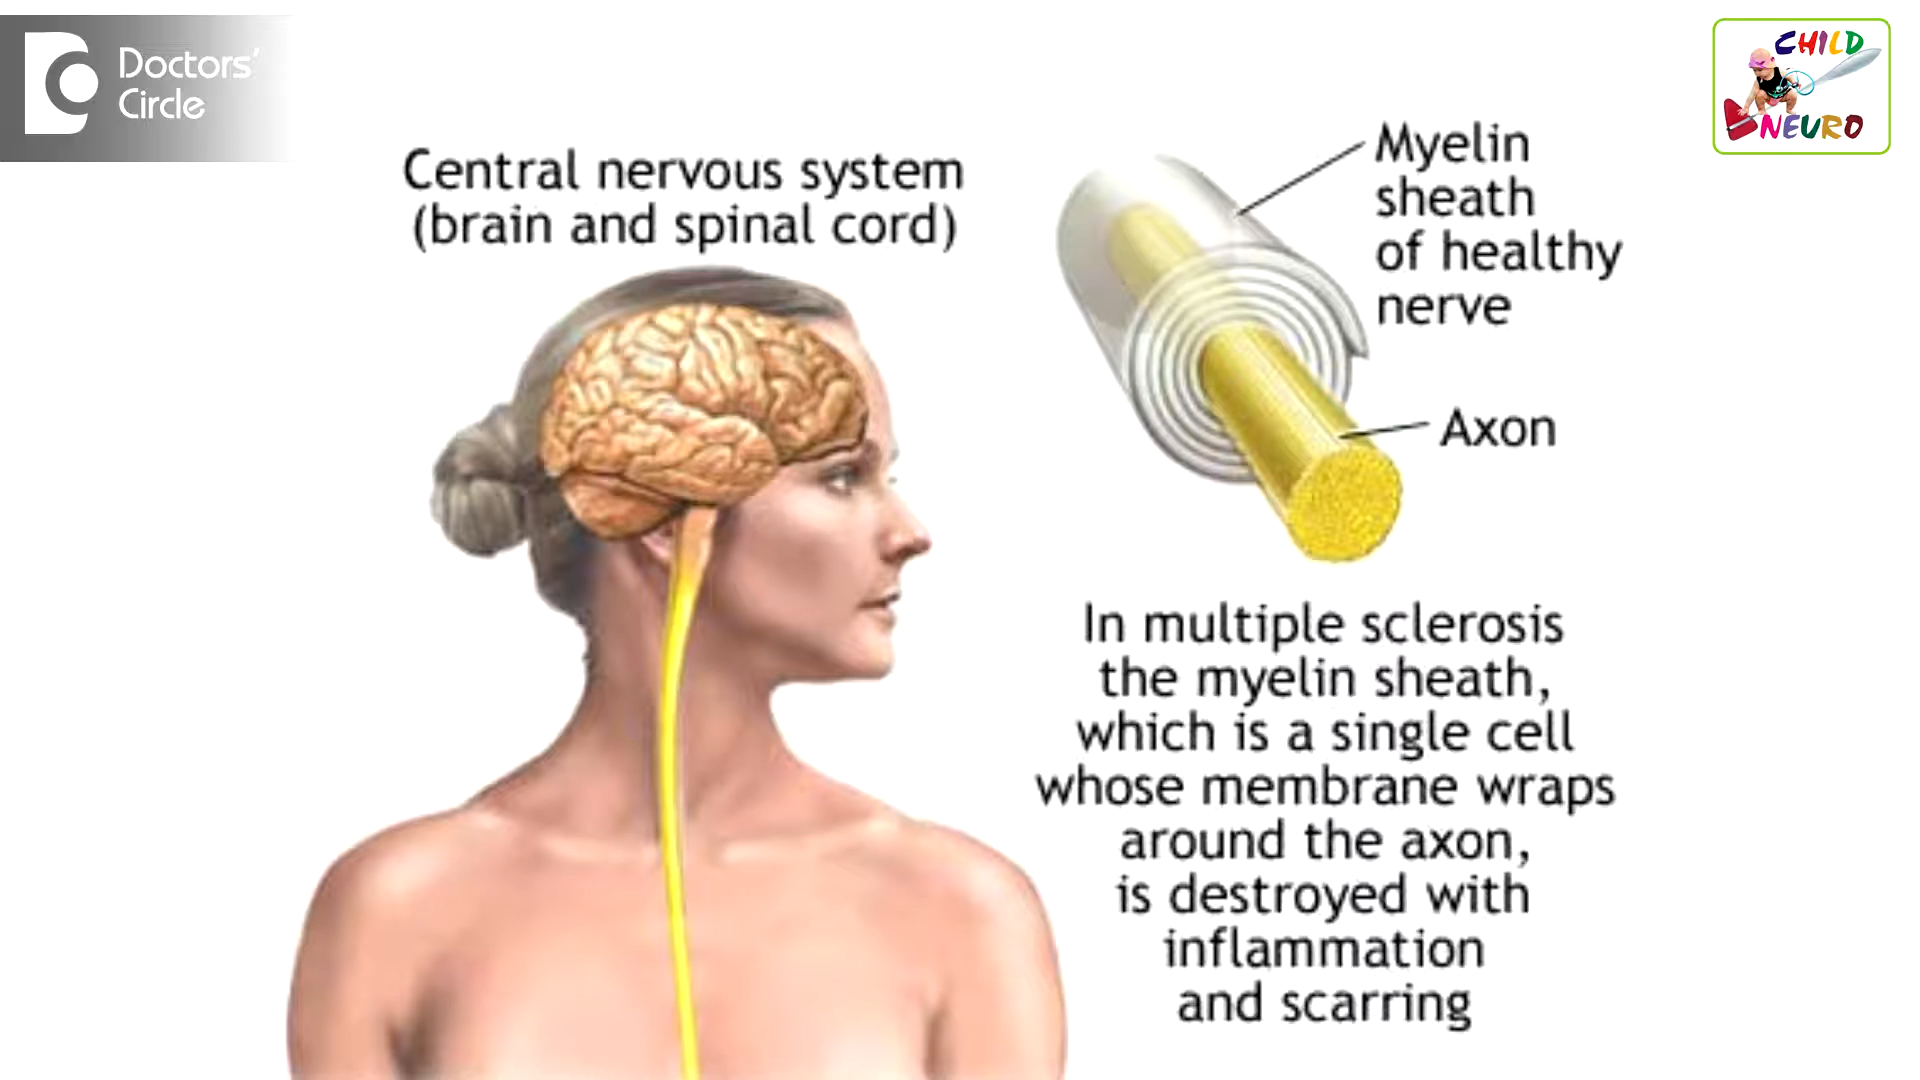 Doctors'
Circle
CHILD
NEURO
Central nervous system
(brain and spinal cord)
Myelin
sheath
of healthy
nerve
Axon
In multiple sclerosis
the myelin sheath,
which is a single cell
whose membrane wraps
around the axon,
is destroyed with
inflammation
and scarring